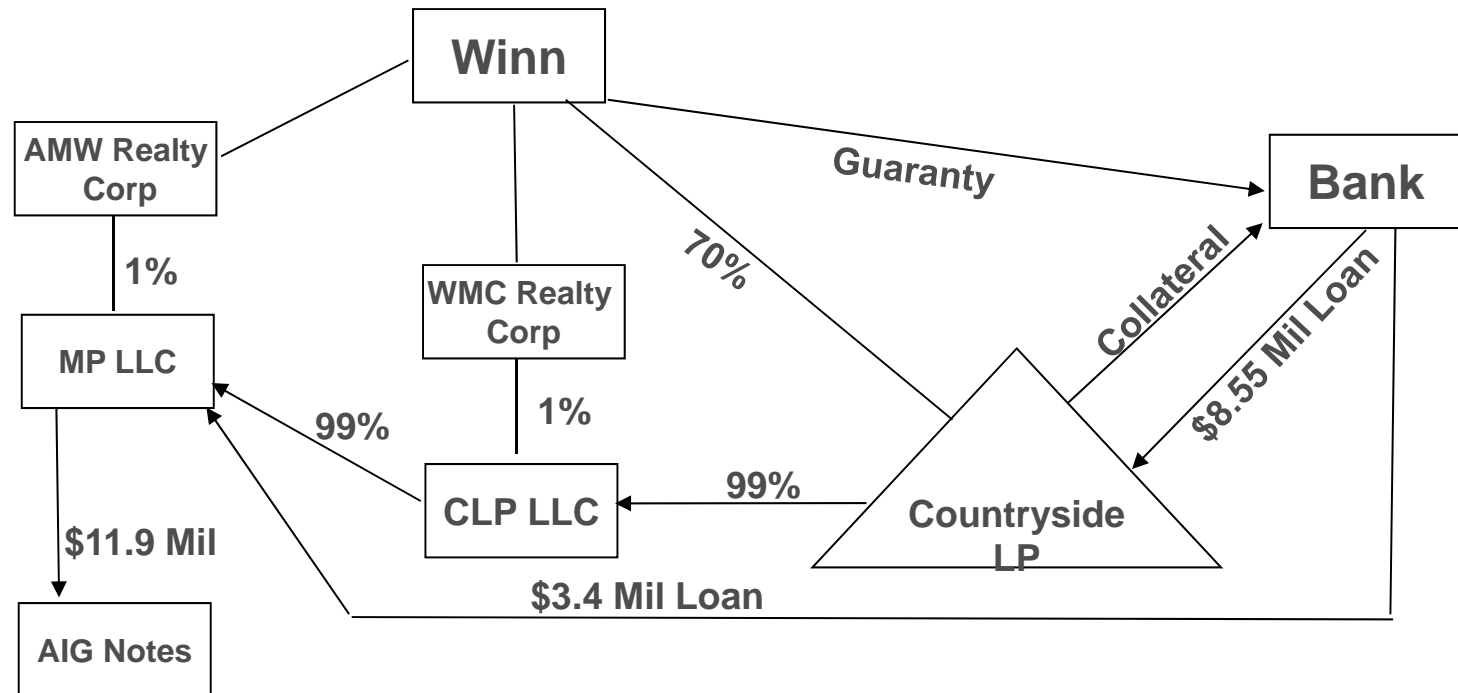 Winn
AMW Realty
Corp
Guaranty
Bank
70%
Collateral
$8.55 Mil Loan
1%
WMC Realty
Corp
MP LLC
99%
1%
99%
CLP LLC
Countryside
LP
$11.9 Mil
$3.4 Mil Loan
AIG Notes